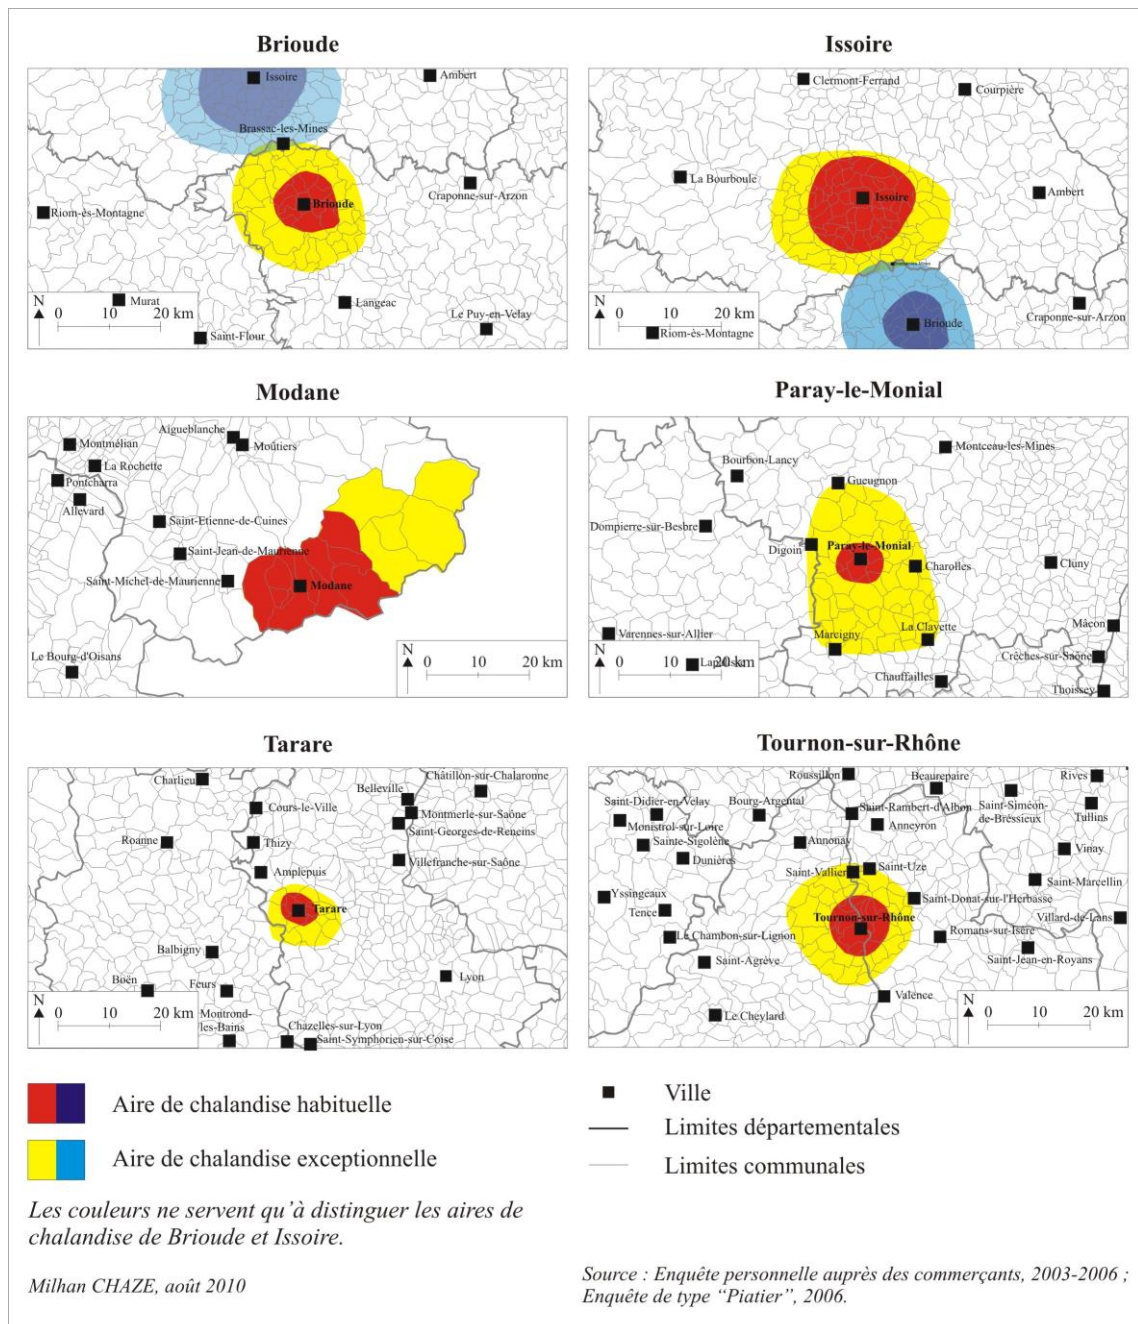 Brioude
Issoire
Ambert
Brassac-les-Mines
Craponne-sur-Arzon
Brioude
Riom-ès-Montagne
Murat
Langeac
Le Puy-en-Velay
Saint-Flour
N
0 10 20 km
Issoire
Clermont-Ferrand
Courpière
La Bourboule
Ambert
Issoire
Brioude
Craponne-sur-Arzon
Riom-ès-Montagne
N
0 10 20 km
Modane
Aigueblanche
Montmélian
Moûtiers
La Rochette
Pontcharra
Allevard
Saint-Etienne-de-Cuines
Saint-Jean-de-Maurienne
Saint-Michel-de-Maurienne
Modane
Le Bourg-d'Oisans
N
0 10 20 km
Paray-le-Monial
Montceau-les-Mines
Bourbon-Lancy
Gueugnon
Dompierre-sur-Besbre
Digoin
Paray-le-Monial
Charolles
Cluny
La Clayette
Mâcon
Varennes-sur-Allier
Marcigny
Crêches-sur-Saône
Chauffailles
Thoissey
N
0 10 20 km
Tarare
Charlieu
Châtillon-sur-Chalaronne
Belleville
Cours-le-Ville
Montmerle-sur-Saône
Saint-Georges-de-Reneins
Roanne
Thizy
Villefranche-sur-Saône
Amplepuis
Tarare
Balbigny
Lyon
Boën
Feurs
Montrond-
les-Bains
Chazelles-sur-Lyon
Saint-Symphorien-sur-Coise
N
0 10 20 km
Tournon-sur-Rhône
Roussillon
Beaurepaire
Rives
Saint-Didier-en-Velay
Bourg-Argental
Saint-Rambert-d'Albon
Saint-Siméon-
de-Bressieux
Tullins
Monistrol-sur-Loire
Anneyron
Sainte-Sigolène
Annonay
Vinay
Dunières
Saint-Vallier
Saint-Uze
Saint-Marcellin
Yssingeaux
Saint-Donat-sur-l'Herbasse
Tence
Tournon-sur-Rhône
Villard-de-Lans
Le Chambon-sur-Lignon
Romans-sur-Isère
Saint-Agrève
Saint-Jean-en-Royans
Valence
Le Cheylard
N
0 10 20 km
Aire de chalandise habituelle
Aire de chalandise exceptionnelle
Les couleurs ne servent qu'à distinguer les aires de
chalandise de Brioude et Issoire.
Milhan CHAZE, août 2010
Ville
Limites départementales
Limites communales
Source : Enquête personnelle auprès des commerçants, 2003-2006 ;
Enquête de type “Piatier”, 2006.